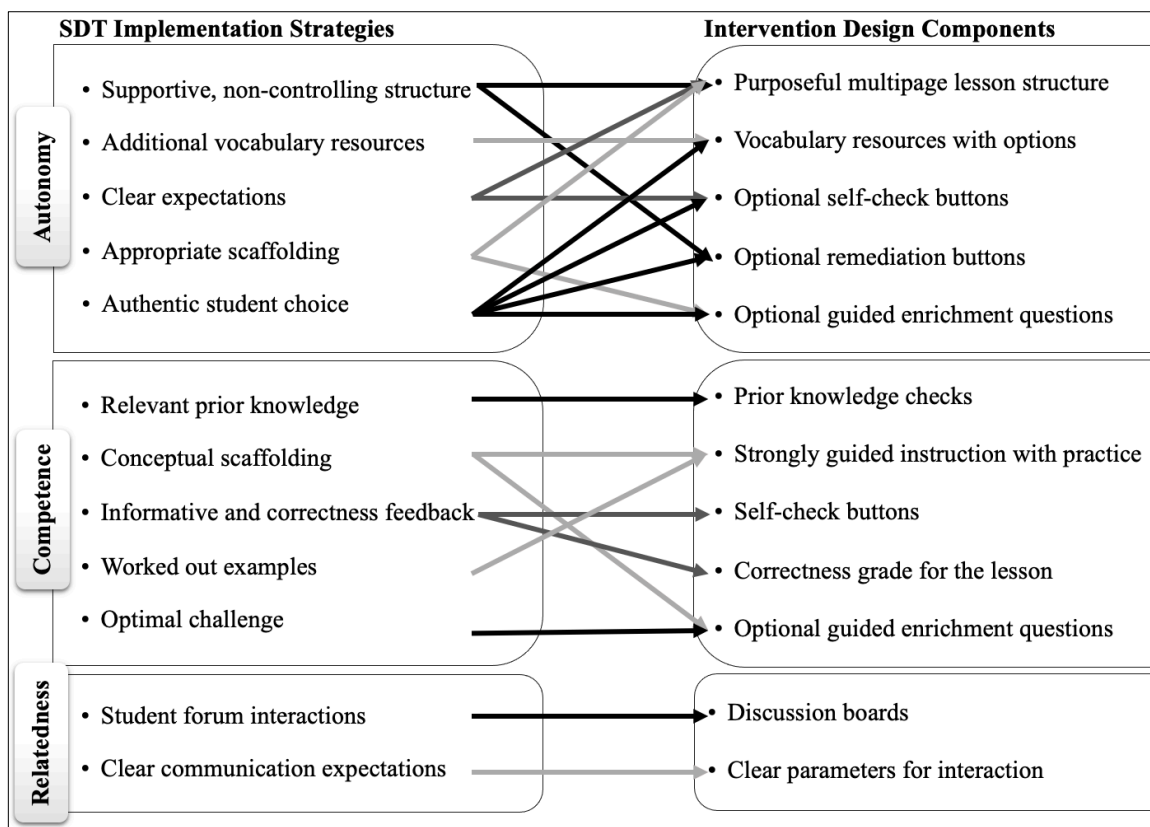 SDT Implementation Strategies
Intervention Design Components
Autonomy
• Supportive, non-controlling structure
• Additional vocabulary resources
• Clear expectations
• Appropriate scaffolding
• Authentic student choice
• Purposeful multipage lesson structure
• Vocabulary resources with options
• Optional self-check buttons
• Optional remediation buttons
• Optional guided enrichment questions
Competence
• Relevant prior knowledge
• Conceptual scaffolding
• Informative and correctness feedback
• Worked out examples
• Optimal challenge
• Prior knowledge checks
• Strongly guided instruction with practice
• Self-check buttons
• Correctness grade for the lesson
• Optional guided enrichment questions
Relatedness
• Student forum interactions
• Clear communication expectations
• Discussion boards
• Clear parameters for interaction